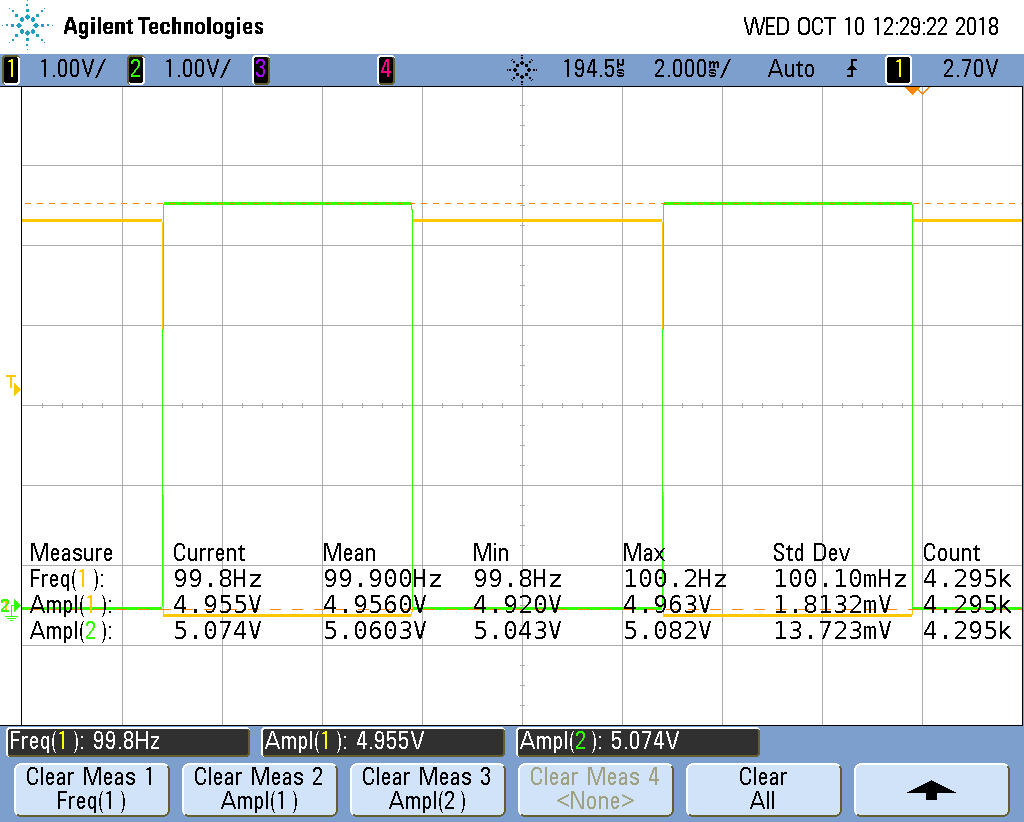 Agilent Technologies WED OCT 10 12:29:22 2018
1 1.00V/ 2 1.00V/ 3 4 194.5s 2.000m/ Auto 1 2.70V
T
2
Measure Current Mean Min Max Std Dev Count
Freq(1): 99.8Hz 99.900Hz 99.8Hz 100.2Hz 100.10mHz 4.295k
Ampl(1): 4.955V 4.9560V 4.920V 4.963V 1.8132mV 4.295k
Ampl(2): 5.074V 5.0603V 5.043V 5.082V 13.723mV 4.295k
Freq(1): 99.8Hz Ampl(1): 4.955V Ampl(2): 5.074V
Clear Meas 1 Clear Meas 2 Clear Meas 3 Clear Meas 4 Clear
Freq(1) Ampl(1) Ampl(2) <None> All